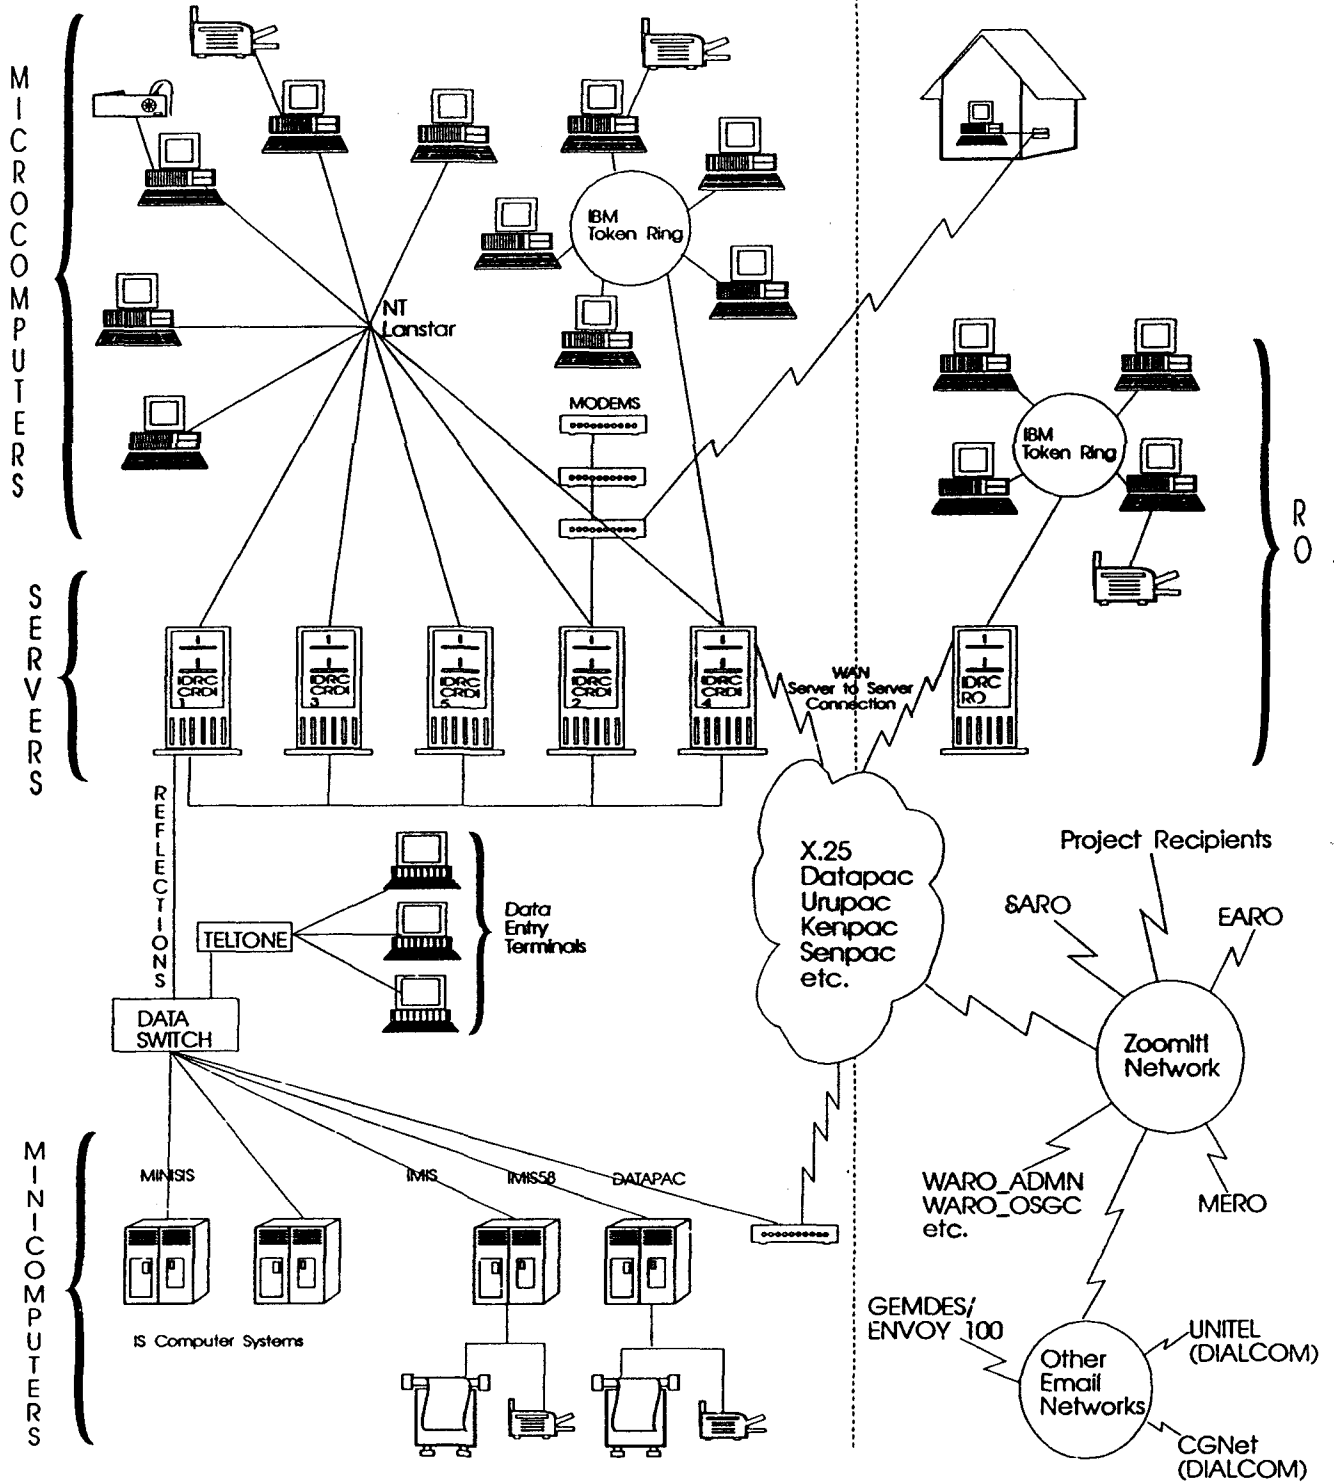 MICROCOMPUTERS
NT
Lanstar
IBM
Token Ring
MODEMS
IBM
Token Ring
RO
SERVERS
IDRC
CRDI
1
IDRC
CRDI
3
IDRC
CRDI
5
IDRC
CRDI
2
IDRC
CRDI
4
WAN
Server to Server
Connection
IDRC
RO
REFLECTIONS
TELTONE
Data
Entry
Terminals
DATA
SWITCH
X.25
Datapac
Urupac
Kenpac
Senpac
etc.
Project Recipients
SARO
EARO
Zoomitl
Network
WARO_ADMN
WARO_OSGC
etc.
MERO
MINICOMPUTERS
MINISIS
IMIS
IMIS58
DATAPAC
IS Computer Systems
GEMDES/
ENVOY 100
Other
Email
Networks
UNITEL
(DIALCOM)
CGNet
(DIALCOM)